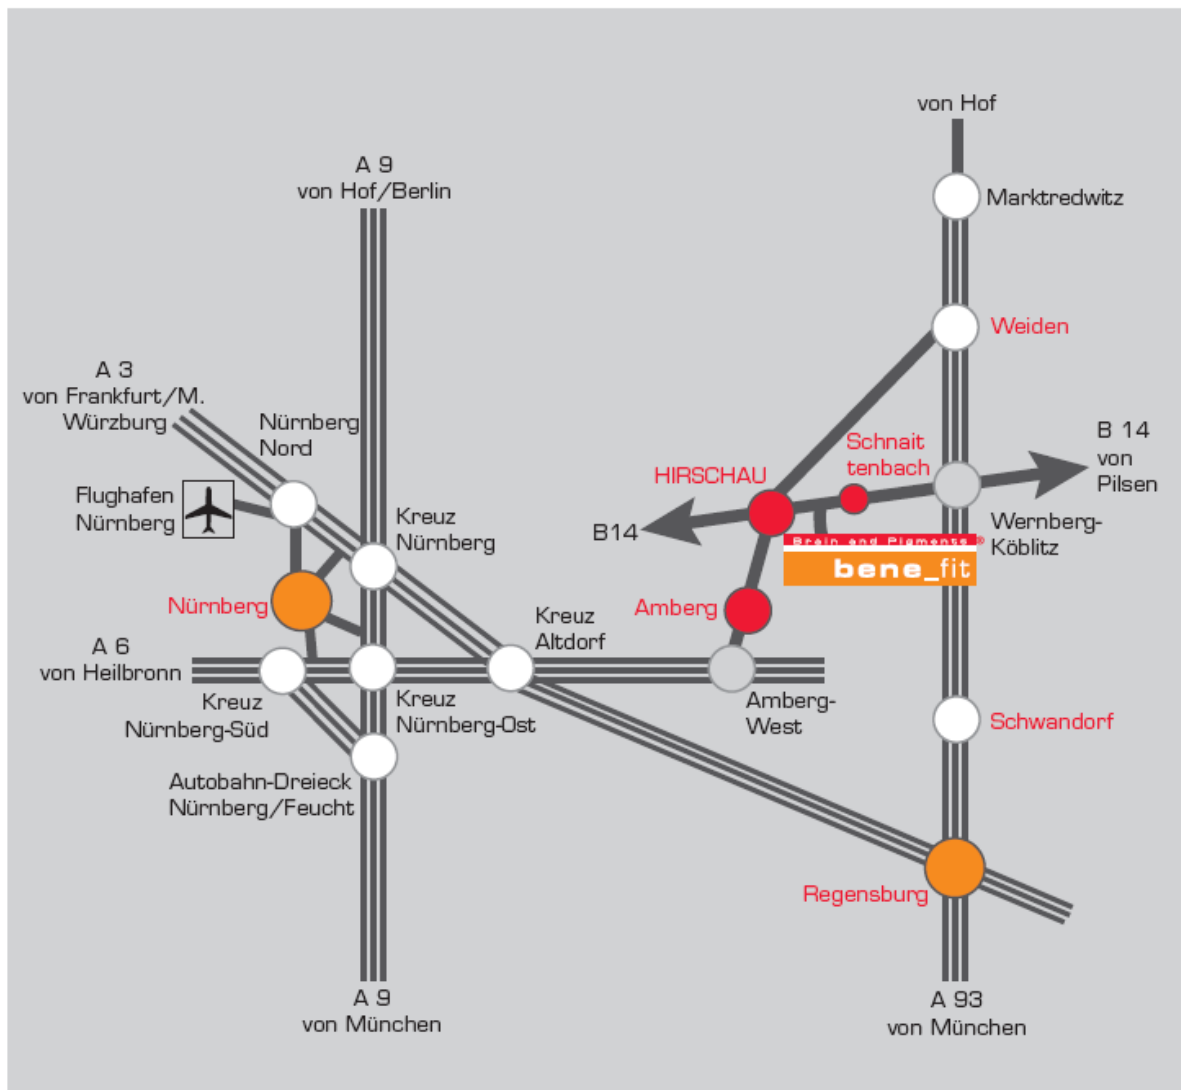 von Hof
A 9
von Hof/Berlin
Marktredwitz
Weiden
A 3
von Frankfurt/M.
Würzburg
Nürnberg
Nord
Schnait
tenbach
B 14
von
Pilsen
HIRSCHAU
Flughafen
Nürnberg
Kreuz
Nürnberg
B14
Wernberg-
Köblitz
Brain and Pigments®
bene_fit
Nürnberg
Amberg
Kreuz
Altdorf
A 6
von Heilbronn
Kreuz
Nürnberg-Süd
Kreuz
Nürnberg-Ost
Amberg-
West
Schwandorf
Autobahn-Dreieck
Nürnberg/Feucht
Regensburg
A 9
von München
A 93
von München